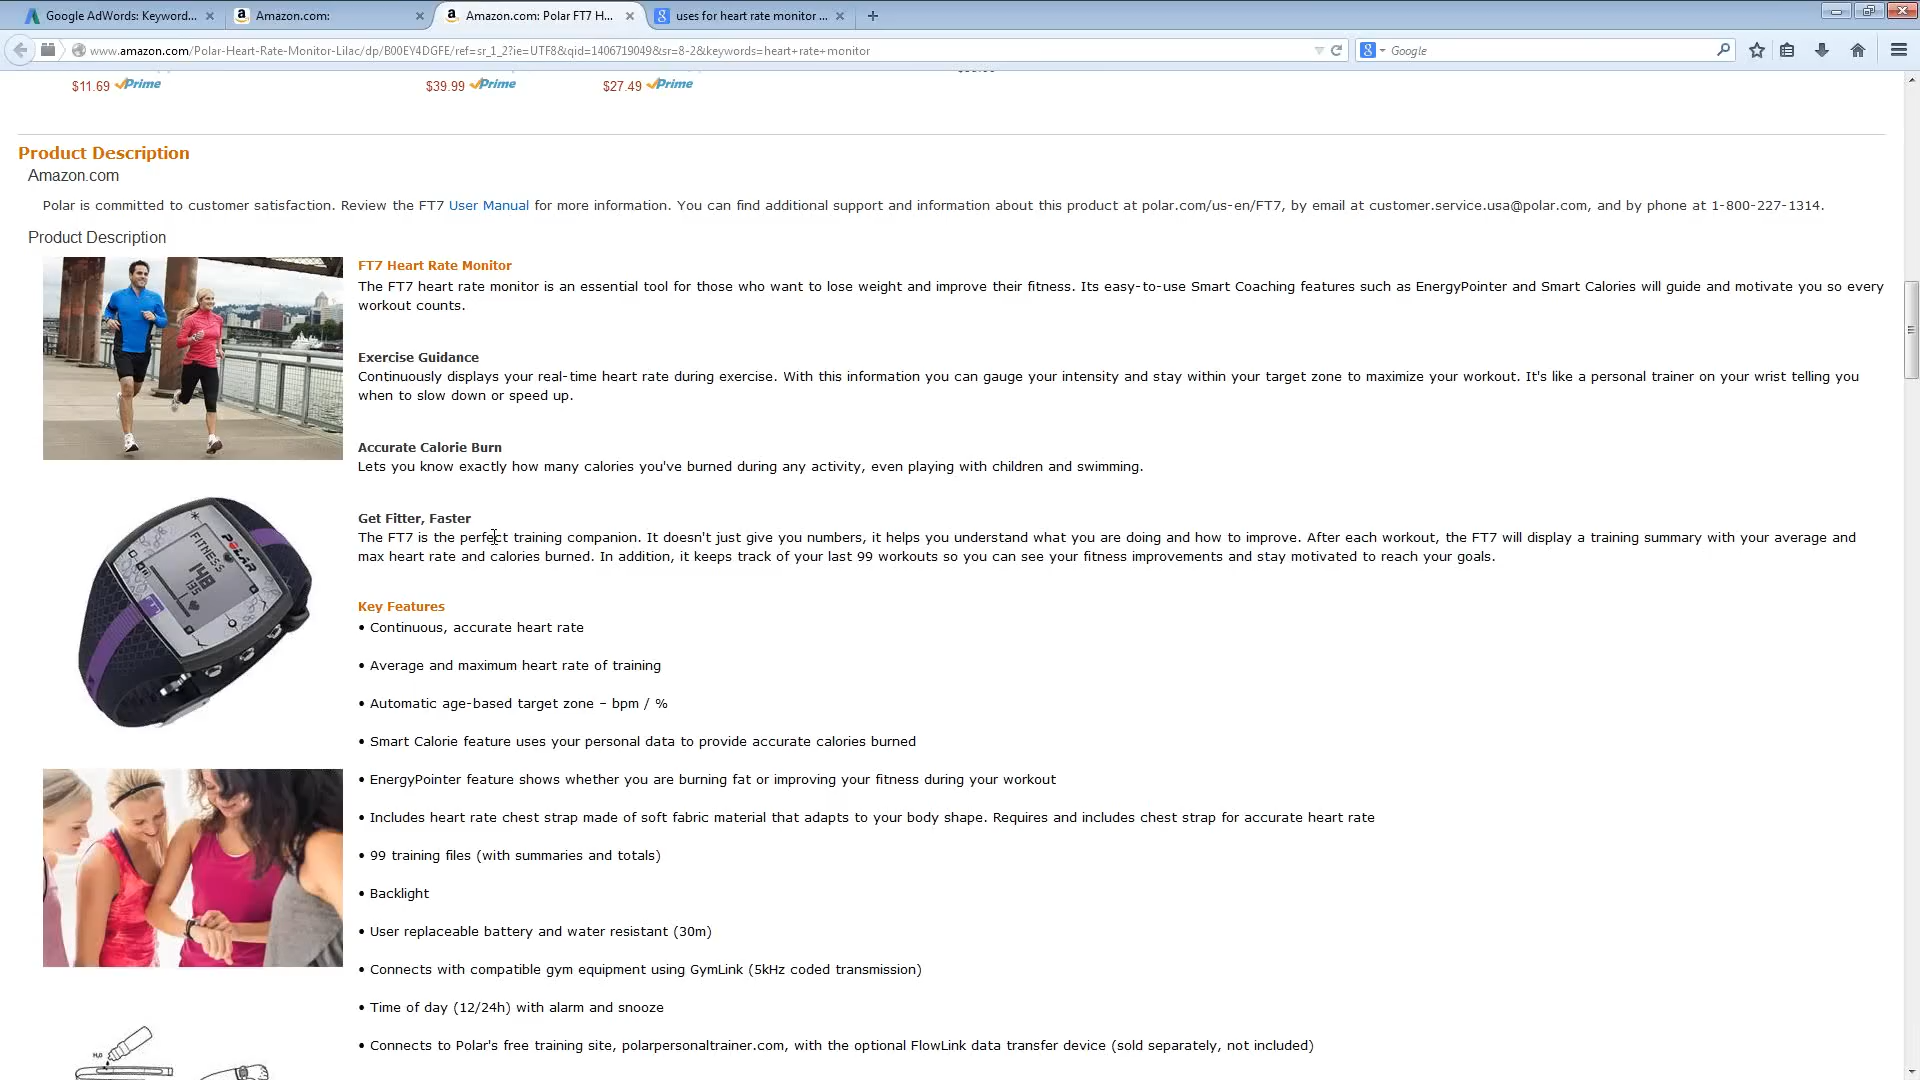 Google AdWords: Keyword...
Amazon.com:
Amazon.com: Polar FT7 H...
uses for heart rate monitor ...
www.amazon.com/Polar-Heart-Rate-Monitor-Lilac/dp/B00EY4DGFE/ref=sr_1_2?ie=UTF8&qid=1406719049&sr=8-2&keywords=heart+rate+monitor
Google
$11.69 Prime
$39.99 Prime
$27.49 Prime
Product Description
Amazon.com
Polar is committed to customer satisfaction. Review the FT7 User Manual for more information. You can find additional support and information about this product at polar.com/us-en/FT7, by email at customer.service.usa@polar.com, and by phone at 1-800-227-1314.
Product Description
FT7 Heart Rate Monitor
The FT7 heart rate monitor is an essential tool for those who want to lose weight and improve their fitness. Its easy-to-use Smart Coaching features such as EnergyPointer and Smart Calories will guide and motivate you so every
workout counts.
Exercise Guidance
Continuously displays your real-time heart rate during exercise. With this information you can gauge your intensity and stay within your target zone to maximize your workout. It's like a personal trainer on your wrist telling you
when to slow down or speed up.
Accurate Calorie Burn
Lets you know exactly how many calories you've burned during any activity, even playing with children and swimming.
Get Fitter, Faster
The FT7 is the perfect training companion. It doesn't just give you numbers, it helps you understand what you are doing and how to improve. After each workout, the FT7 will display a training summary with your average and
max heart rate and calories burned. In addition, it keeps track of your last 99 workouts so you can see your fitness improvements and stay motivated to reach your goals.
POLAR
FITNESS
148
135
Key Features
• Continuous, accurate heart rate
• Average and maximum heart rate of training
• Automatic age-based target zone – bpm / %
• Smart Calorie feature uses your personal data to provide accurate calories burned
• EnergyPointer feature shows whether you are burning fat or improving your fitness during your workout
• Includes heart rate chest strap made of soft fabric material that adapts to your body shape. Requires and includes chest strap for accurate heart rate
• 99 training files (with summaries and totals)
• Backlight
• User replaceable battery and water resistant (30m)
• Connects with compatible gym equipment using GymLink (5kHz coded transmission)
• Time of day (12/24h) with alarm and snooze
• Connects to Polar's free training site, polarpersonaltrainer.com, with the optional FlowLink data transfer device (sold separately, not included)
H₂O